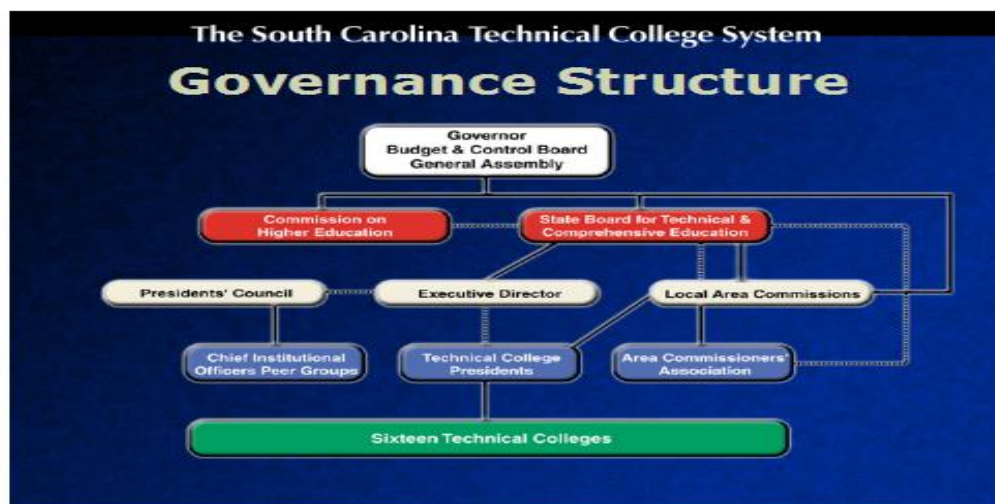 The South Carolina Technical College System
Governance Structure
Governor
Budget & Control Board
General Assembly
Commission on
Higher Education
State Board for Technical &
Comprehensive Education
Presidents' Council
Executive Director
Local Area Commissions
Chief Institutional
Officers Peer Groups
Technical College
Presidents
Area Commissioners'
Association
Sixteen Technical Colleges